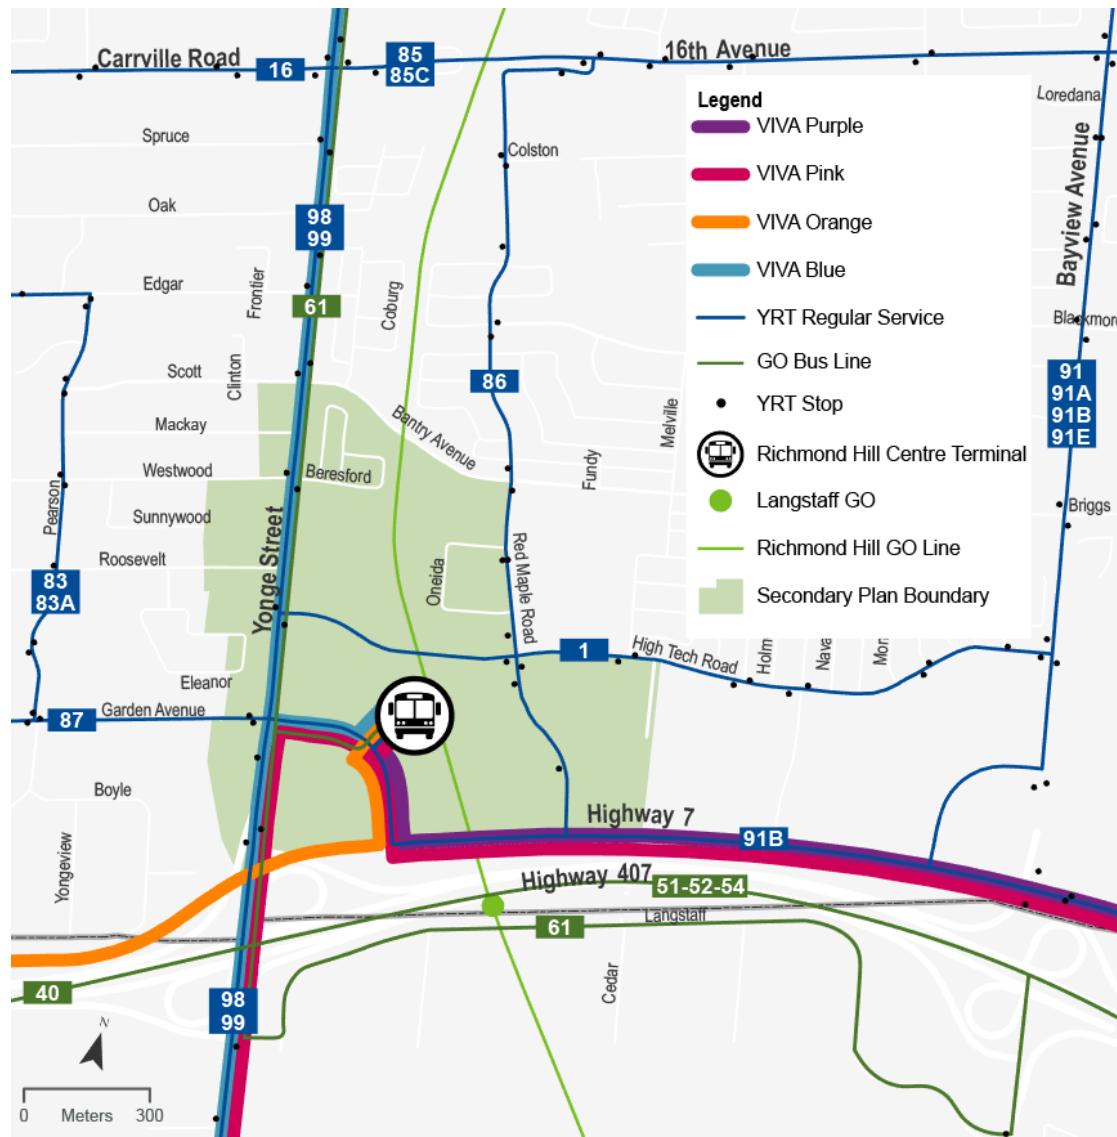 Carrville Road
16
85
85C
16th Avenue
Loredana
Legend
VIVA Purple
VIVA Pink
VIVA Orange
VIVA Blue
YRT Regular Service
GO Bus Line
YRT Stop
Richmond Hill Centre Terminal
Langstaff GO
Richmond Hill GO Line
Secondary Plan Boundary
Spruce
Colston
Bayview Avenue
Oak
98
99
Edgar
Frontier
61
Coburg
Blackmore
Scott
Clinton
86
91
91A
91B
91E
Mackay
Bantry Avenue
Melville
Westwood
Beresford
Fundy
Pearson
Sunnywood
Briggs
Roosevelt
Yonge Street
Oneida
Red Maple Road
83
83A
1
High Tech Road
Holm
Nava
Mor
Eleanor
87
Garden Avenue
Boyle
Highway 7
91B
Yongeview
Highway 407
51-52-54
Langstaff
61
Cedar
40
98
99
N
0 Meters 300